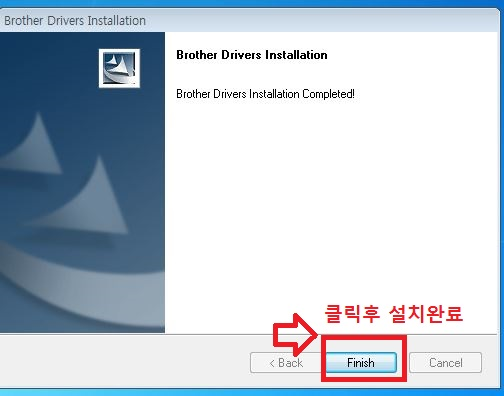 Brother Drivers Installation
Brother Drivers Installation
Brother Drivers Installation Completed!
클릭후 설치완료
< Back
Finish
Cancel